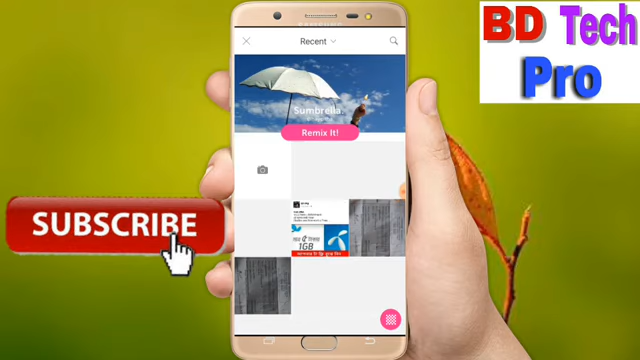 BD Tech
Pro
Recent
Sumbrella
Remix It!
1GB
SUBSCRIBE